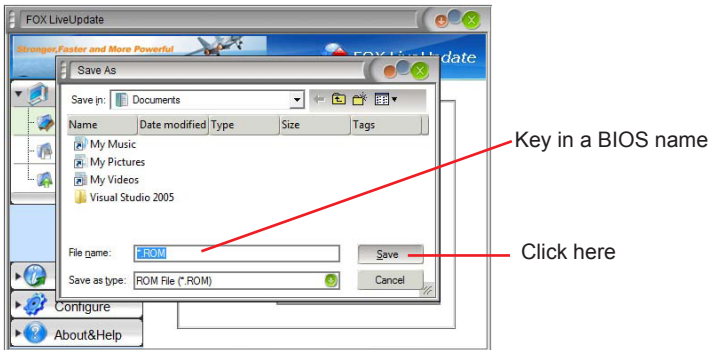 FOX LiveUpdate
Stronger,Faster and More Powerful
FOX LiveUpdate
Save As
Save in: Documents
Name Date modified Type Size Tags
My Music
My Pictures
My Videos
Visual Studio 2005
File name: *.ROM Save
Save as type: ROM File (*.ROM) Cancel
Configure
About&Help
Key in a BIOS name
Click here